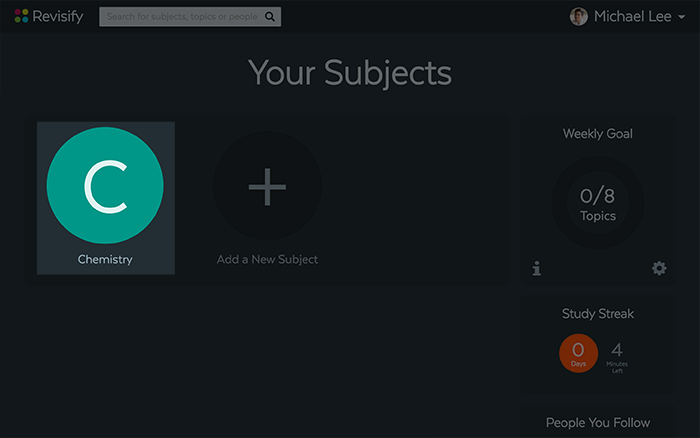 Revisify
Search for subjects, topics or people
Michael Lee
Your Subjects
C
Chemistry
+
Add a New Subject
Weekly Goal
0/8
Topics
i
Study Streak
0
Days
4
Minutes
Left
People You Follow